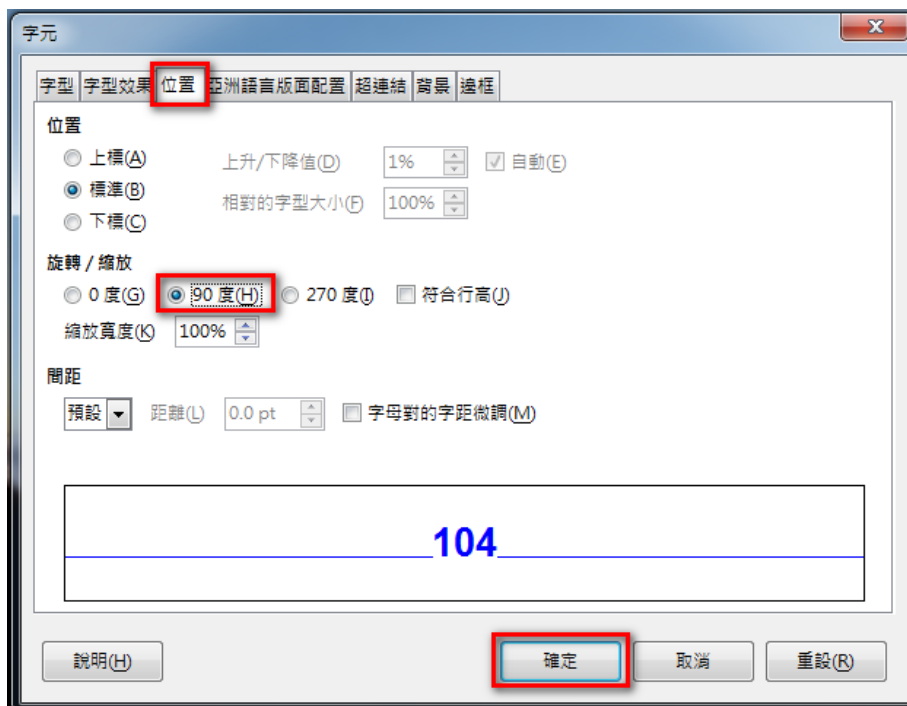 字元
字型 字型效果 位置 亞洲語言版面配置 超連結 背景 邊框
位置
上標(A) 上升/下降值(D) 1% 自動(E)
標準(B)
相對的字型大小(F) 100%
下標(C)
旋轉 / 縮放
0 度(G) 90 度(H) 270 度(I) 符合行高(J)
縮放寬度(K) 100%
間距
預設 距離(L) 0.0 pt 字母對的字距微調(M)
104
說明(H) 確定 取消 重設(R)